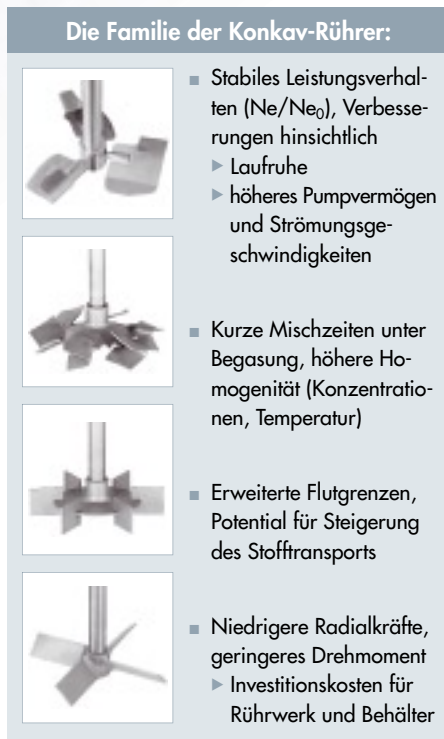 Die Familie der Konkav-Rührer:
■ Stabiles Leistungsverhal-
ten (Ne/Ne₀), Verbesse-
rungen hinsichtlich
▶ Laufruhe
▶ höheres Pumpvermögen
und Strömungsge-
schwindigkeiten
■ Kurze Mischzeiten unter
Begasung, höhere Ho-
mogenität (Konzentratio-
nen, Temperatur)
■ Erweiterte Flutgrenzen,
Potential für Steigerung
des Stofftransports
■ Niedrigere Radialkräfte,
geringeres Drehmoment
▶ Investitionskosten für
Rührwerk und Behälter